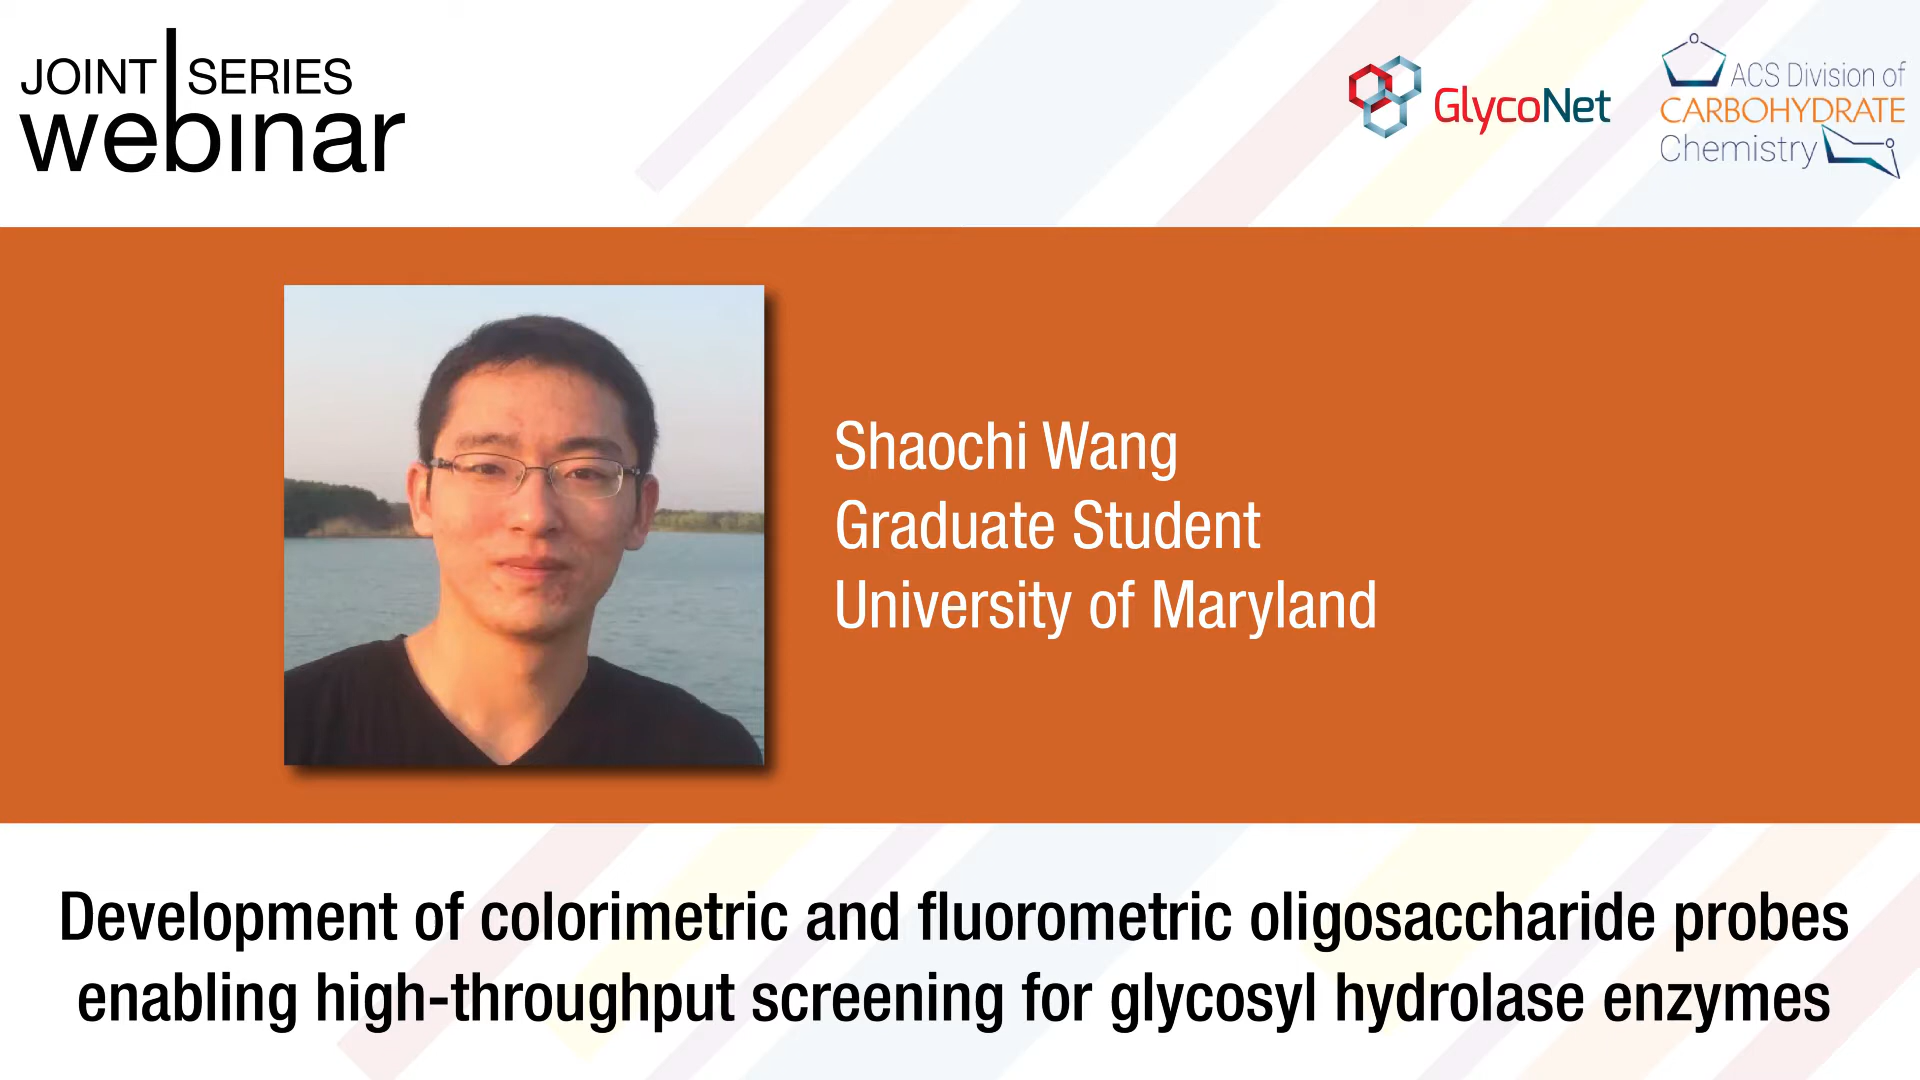 JOINT SERIES
webinar
GlycoNet
ACS Division of
CARBOHYDRATE
Chemistry
Shaochi Wang
Graduate Student
University of Maryland
Development of colorimetric and fluorometric oligosaccharide probes
enabling high-throughput screening for glycosyl hydrolase enzymes